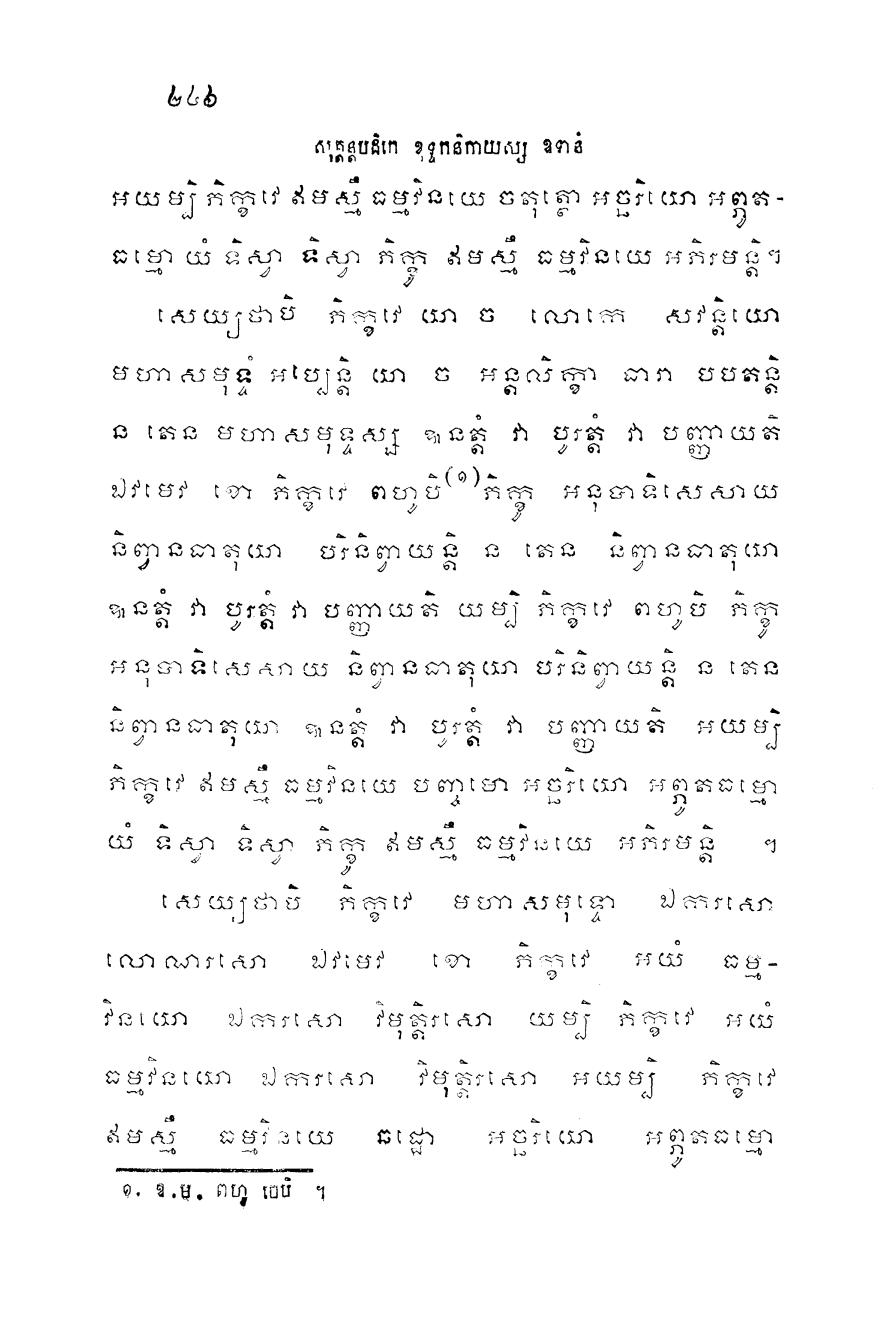 ២៤៦
សុត្តន្តបិដកេ ខុទ្ទកនិកាយស្ស ឧទានំ
អយម្បិ ភិក្ខវេ ឥមស្មឹ ធម្មវិនយេ ចតុត្ថោ អច្ឆរិយោ អព្ភូត-
ធម្មោ យំ ទិស្វា ទិស្វា ភិក្ខូ ឥមស្មឹ ធម្មវិនយេ អភិរមន្តិ។
សេយ្យថាបិ ភិក្ខវេ យា ច លោកេ សវន្តិយោ
មហាសមុទ្ទំ អប្បេន្តិ យា ច អន្តលិក្ខា ធារា បបតន្តិ
ន តេន មហាសមុទ្ទស្ស ឩនត្តំ វា បូរត្តំ វា បញ្ញាយតិ
ឯវមេវ ខោ ភិក្ខវេ ពហូបិ(១)ភិក្ខូ អនុបាទិសេសាយ
និព្វានធាតុយា បរិនិព្វាយន្តិ ន តេន និព្វានធាតុយា
ឩនត្តំ វា បូរត្តំ វា បញ្ញាយតិ យម្បិ ភិក្ខវេ ពហូបិ ភិក្ខូ
អនុបាទិសេសាយ និព្វានធាតុយា បរិនិព្វាយន្តិ ន តេន
និព្វានធាតុយា ឩនត្តំ វា បូរត្តំ វា បញ្ញាយតិ អយម្បិ
ភិក្ខវេ ឥមស្មឹ ធម្មវិនយេ បញ្ចមោ អច្ឆរិយោ អព្ភូតធម្មោ
យំ ទិស្វា ទិស្វា ភិក្ខូ ឥមស្មឹ ធម្មវិនយេ អភិរមន្តិ ។
សេយ្យថាបិ ភិក្ខវេ មហាសមុទ្ទោ ឯការសោ
លោណរសោ ឯវមេវ ខោ ភិក្ខវេ អយំ ធម្ម-
វិនយោ ឯការសោ វិមុត្តិរសោ យម្បិ ភិក្ខវេ អយំ
ធម្មវិនយោ ឯការសោ វិមុត្តិរសោ អយម្បិ ភិក្ខវេ
ឥមស្មឹ ធម្មវិនយេ ឆដ្ឋោ អច្ឆរិយោ អព្ភូតធម្មោ
១. ឱ.ម្ព. ពហូ ចេបិ ។